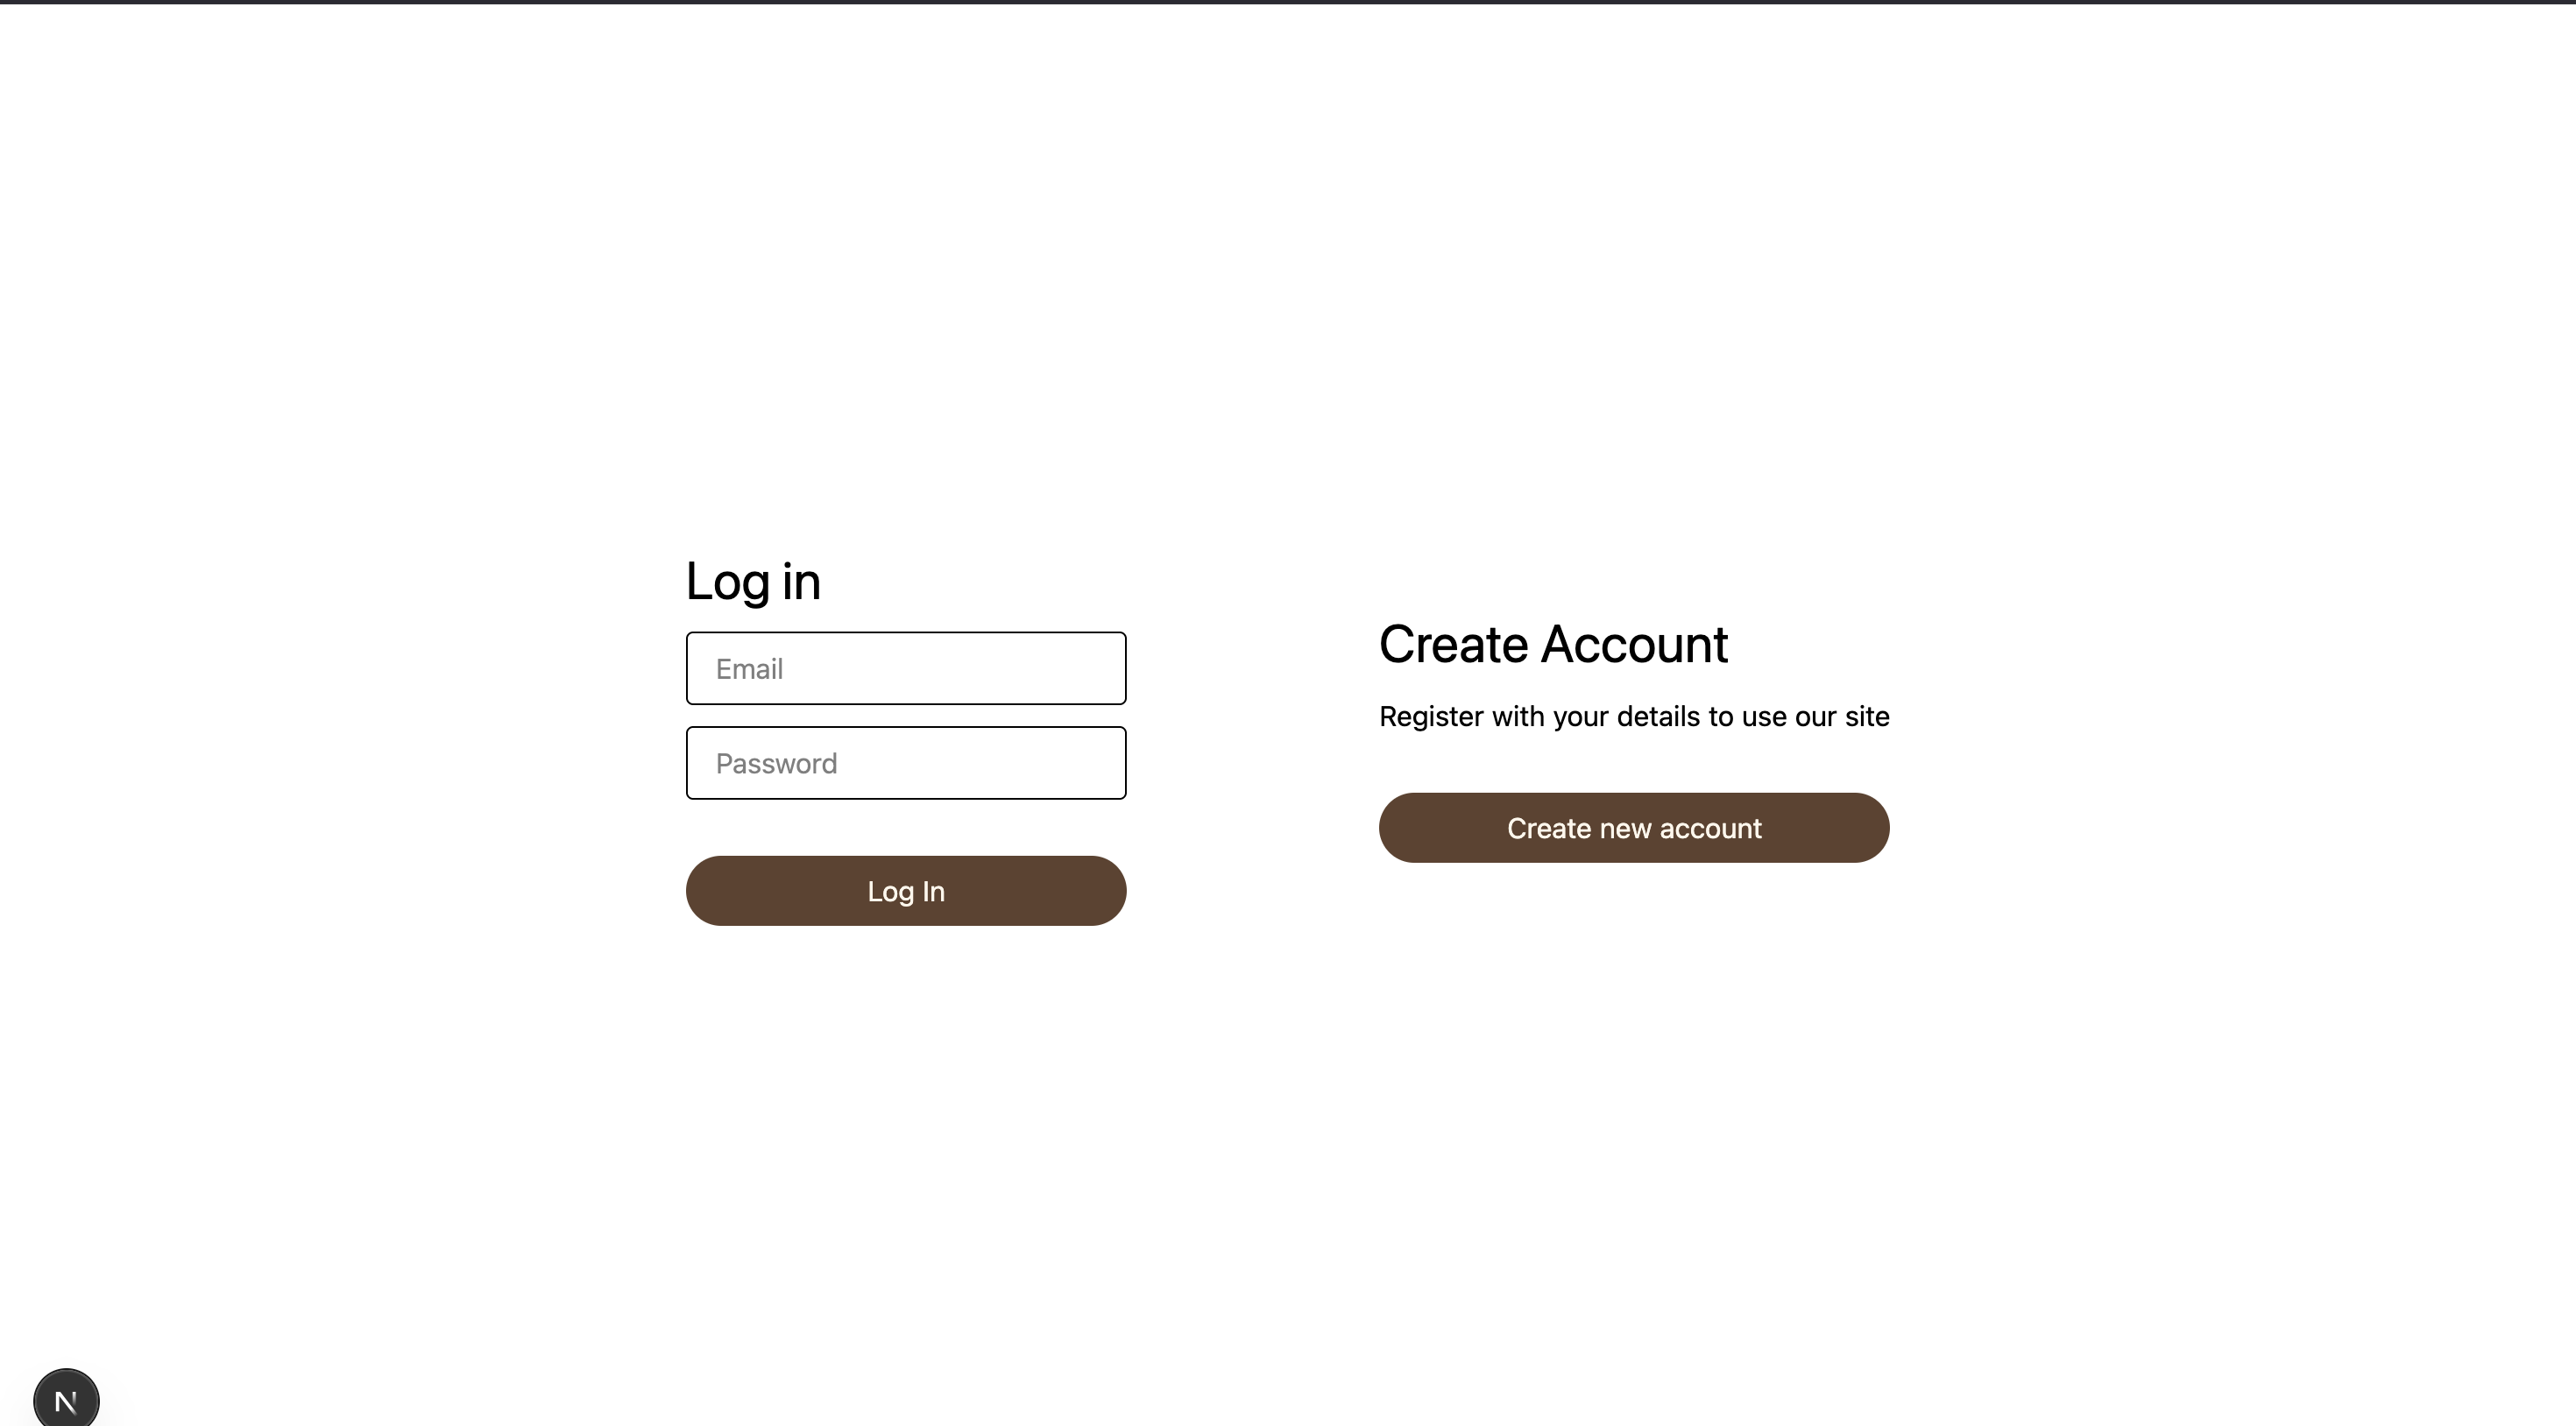 Log in
Email
Password
Log In
Create Account
Register with your details to use our site
Create new account
N